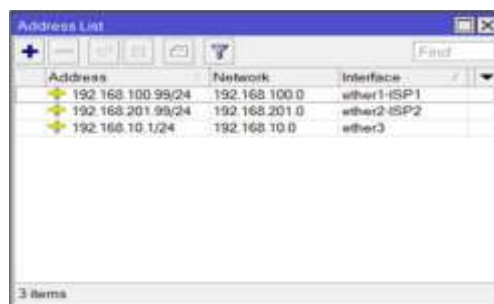 Address List
Find
Address Network Interface
192.168.100.99/24 192.168.100.0 ether1-ISP1
192.168.201.99/24 192.168.201.0 ether2-ISP2
192.168.10.1/24 192.168.10.0 ether3
3 items